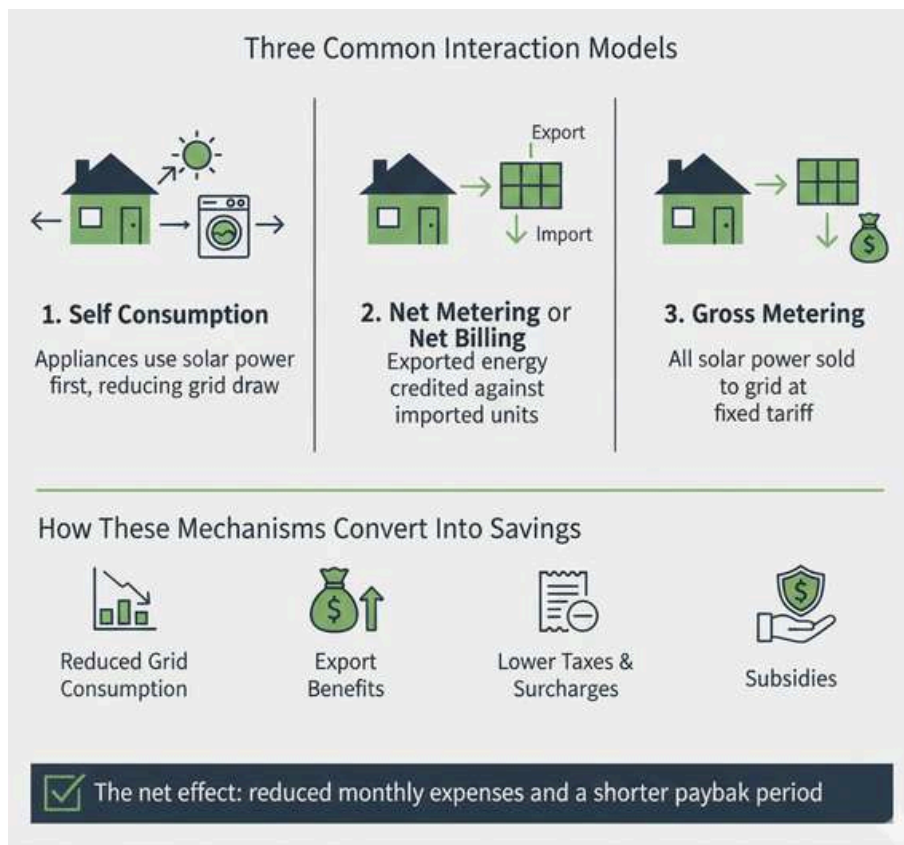 Three Common Interaction Models
Export
Import
1. Self Consumption
Appliances use solar power
first, reducing grid draw
2. Net Metering or
Net Billing
Exported energy
credited against
imported units
$
3. Gross Metering
All solar power sold
to grid at
fixed tariff
How These Mechanisms Convert Into Savings
$
$
Reduced Grid
Consumption
Export
Benefits
Lower Taxes &
Surcharges
Subsidies
The net effect: reduced monthly expenses and a shorter paybak period